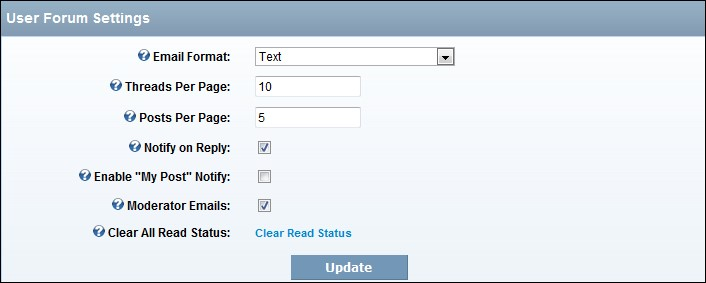 User Forum Settings
Email Format: Text
Threads Per Page: 10
Posts Per Page: 5
Notify on Reply:
Enable "My Post" Notify:
Moderator Emails:
Clear All Read Status: Clear Read Status
Update